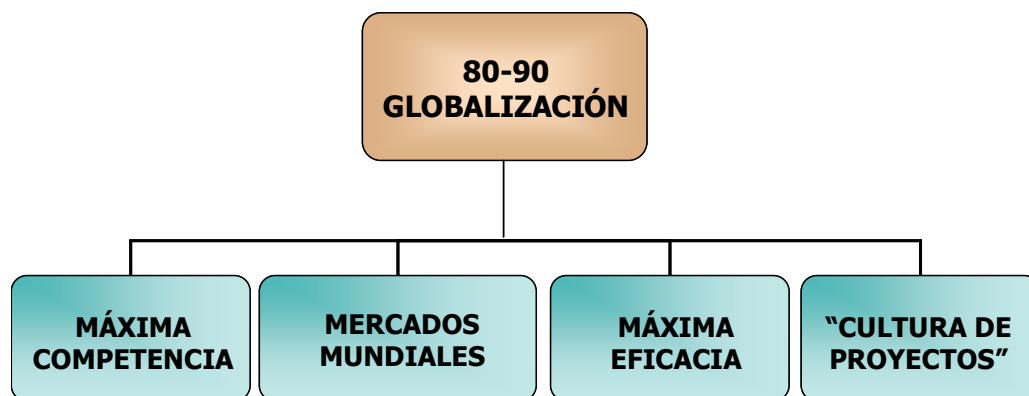 80-90
GLOBALIZACIÓN
MÁXIMA
COMPETENCIA
MERCADOS
MUNDIALES
MÁXIMA
EFICACIA
“CULTURA DE
PROYECTOS”